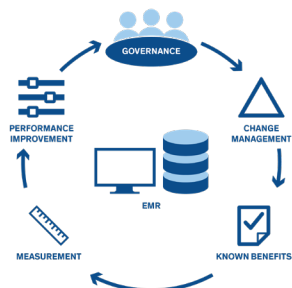 GOVERNANCE
PERFORMANCE
IMPROVEMENT
CHANGE
MANAGEMENT
EMR
MEASUREMENT
KNOWN BENEFITS